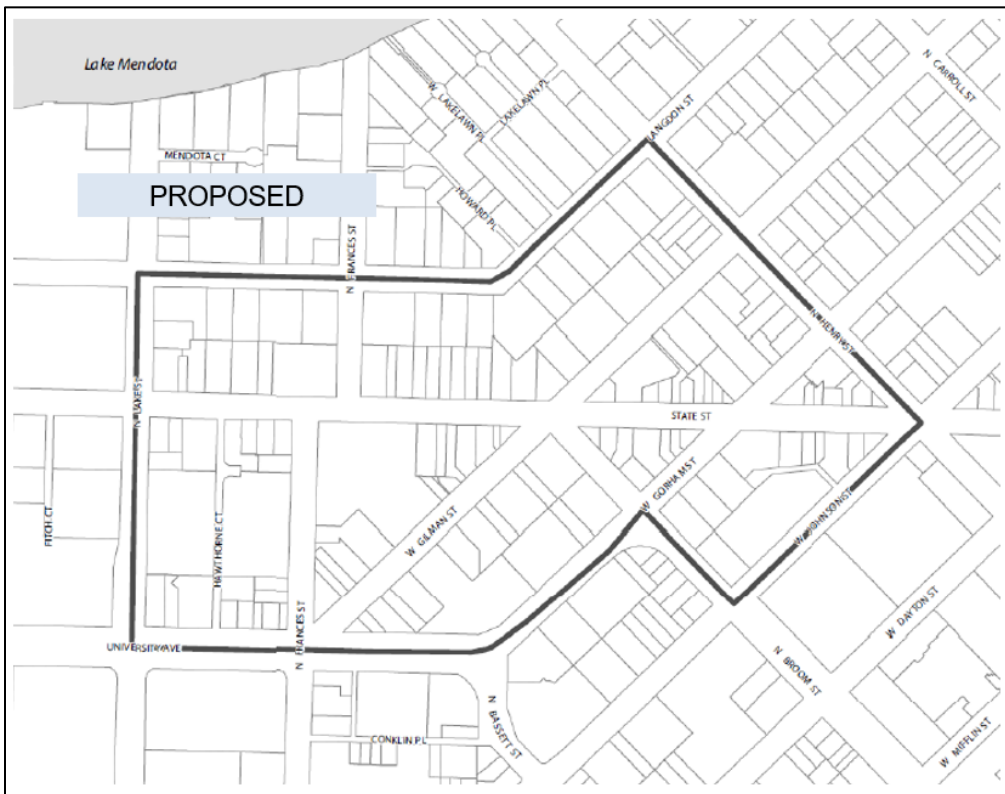 Lake Mendota
N CARROLL ST
W LAKELAWN PL
LAKELAWN PL
LANGDON ST
MENDOTA CT
PROPOSED
HOWARD PL
N FRANCES ST
N HENRY ST
N LAKE ST
STATE ST
W GORHAM ST
W JOHNSON ST
FITCH CT
HAWTHORNE CT
W GILMAN ST
W DAYTON ST
UNIVERSITY AVE
N FRANCES ST
N BROOM ST
N BASSETT ST
W MIFFLIN ST
CONKLIN PL